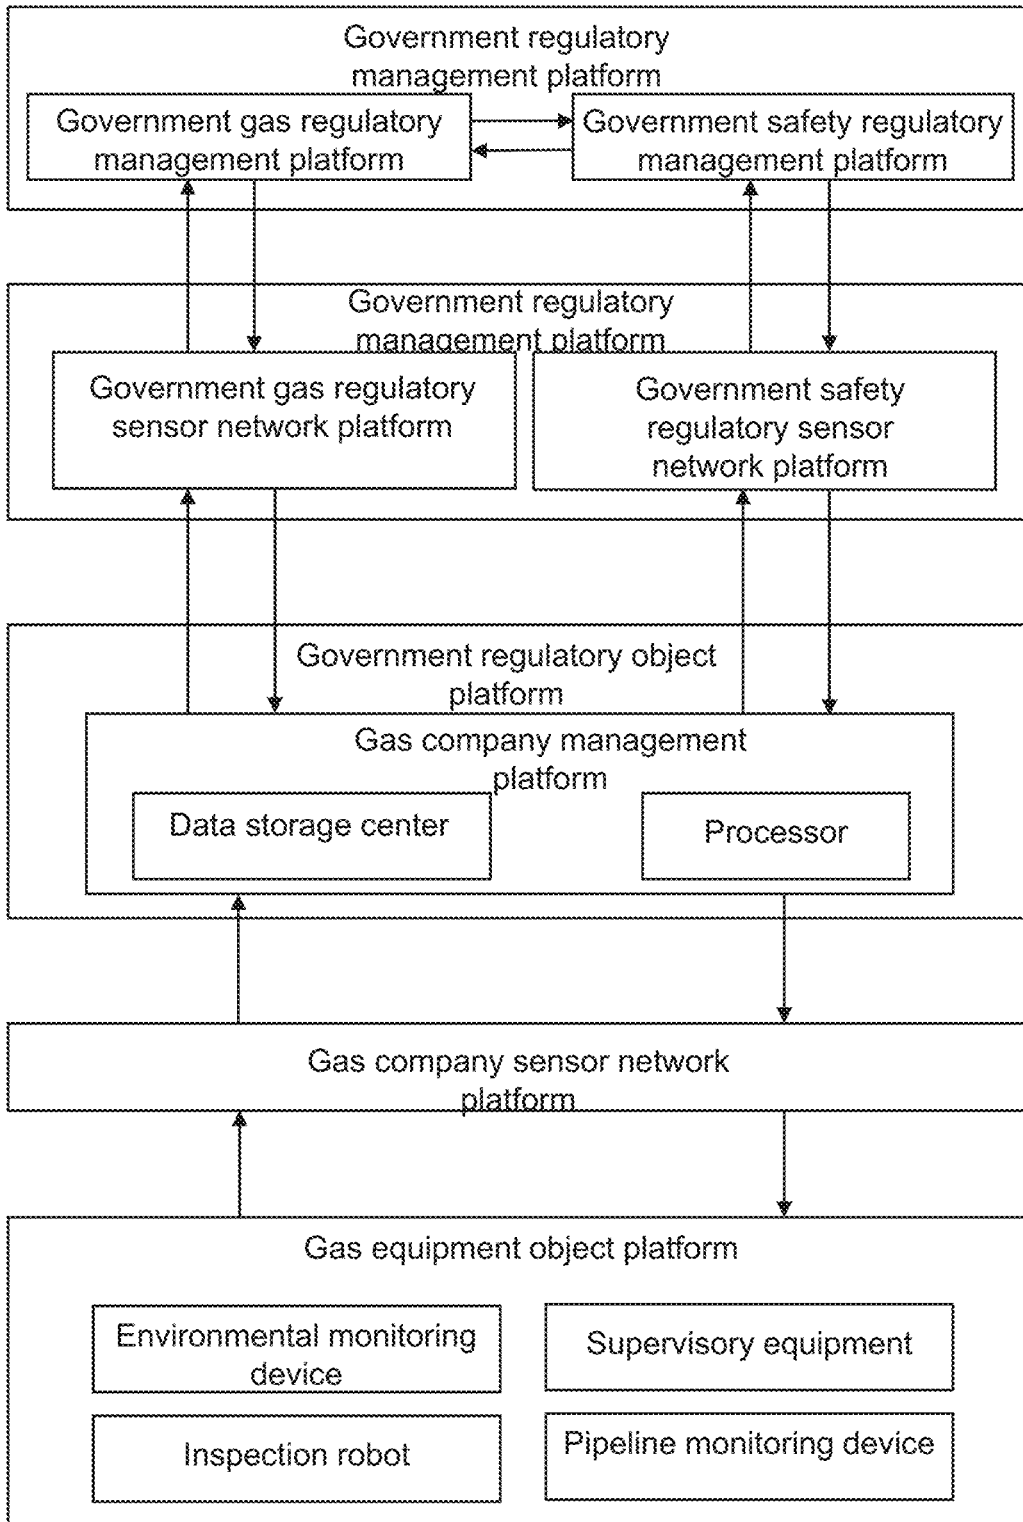 Government regulatory
management platform
Government gas regulatory
management platform
Government safety regulatory
management platform
Government regulatory
management platform
Government gas regulatory
sensor network platform
Government safety
regulatory sensor
network platform
Government regulatory object
platform
Gas company management
platform
Data storage center
Processor
Gas company sensor network
platform
Gas equipment object platform
Environmental monitoring
device
Supervisory equipment
Inspection robot
Pipeline monitoring device